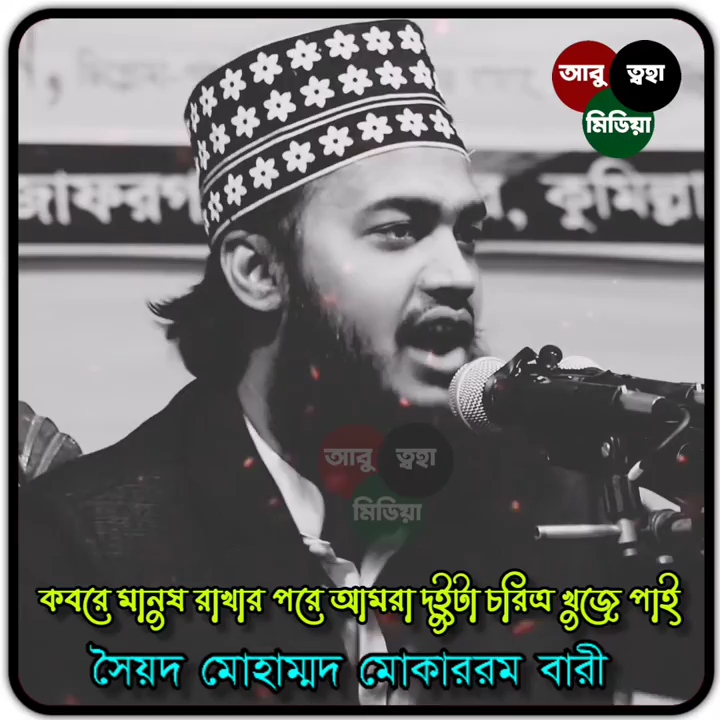 আবু ত্বহা
মিডিয়া
কুমিল্লা
আবু ত্বহা
মিডিয়া
কবরে মানুষ রাখার পরে আমরা দুইটা চরিত্র খুজে পাই
সৈয়দ মোহাম্মদ মোকাররম বারী